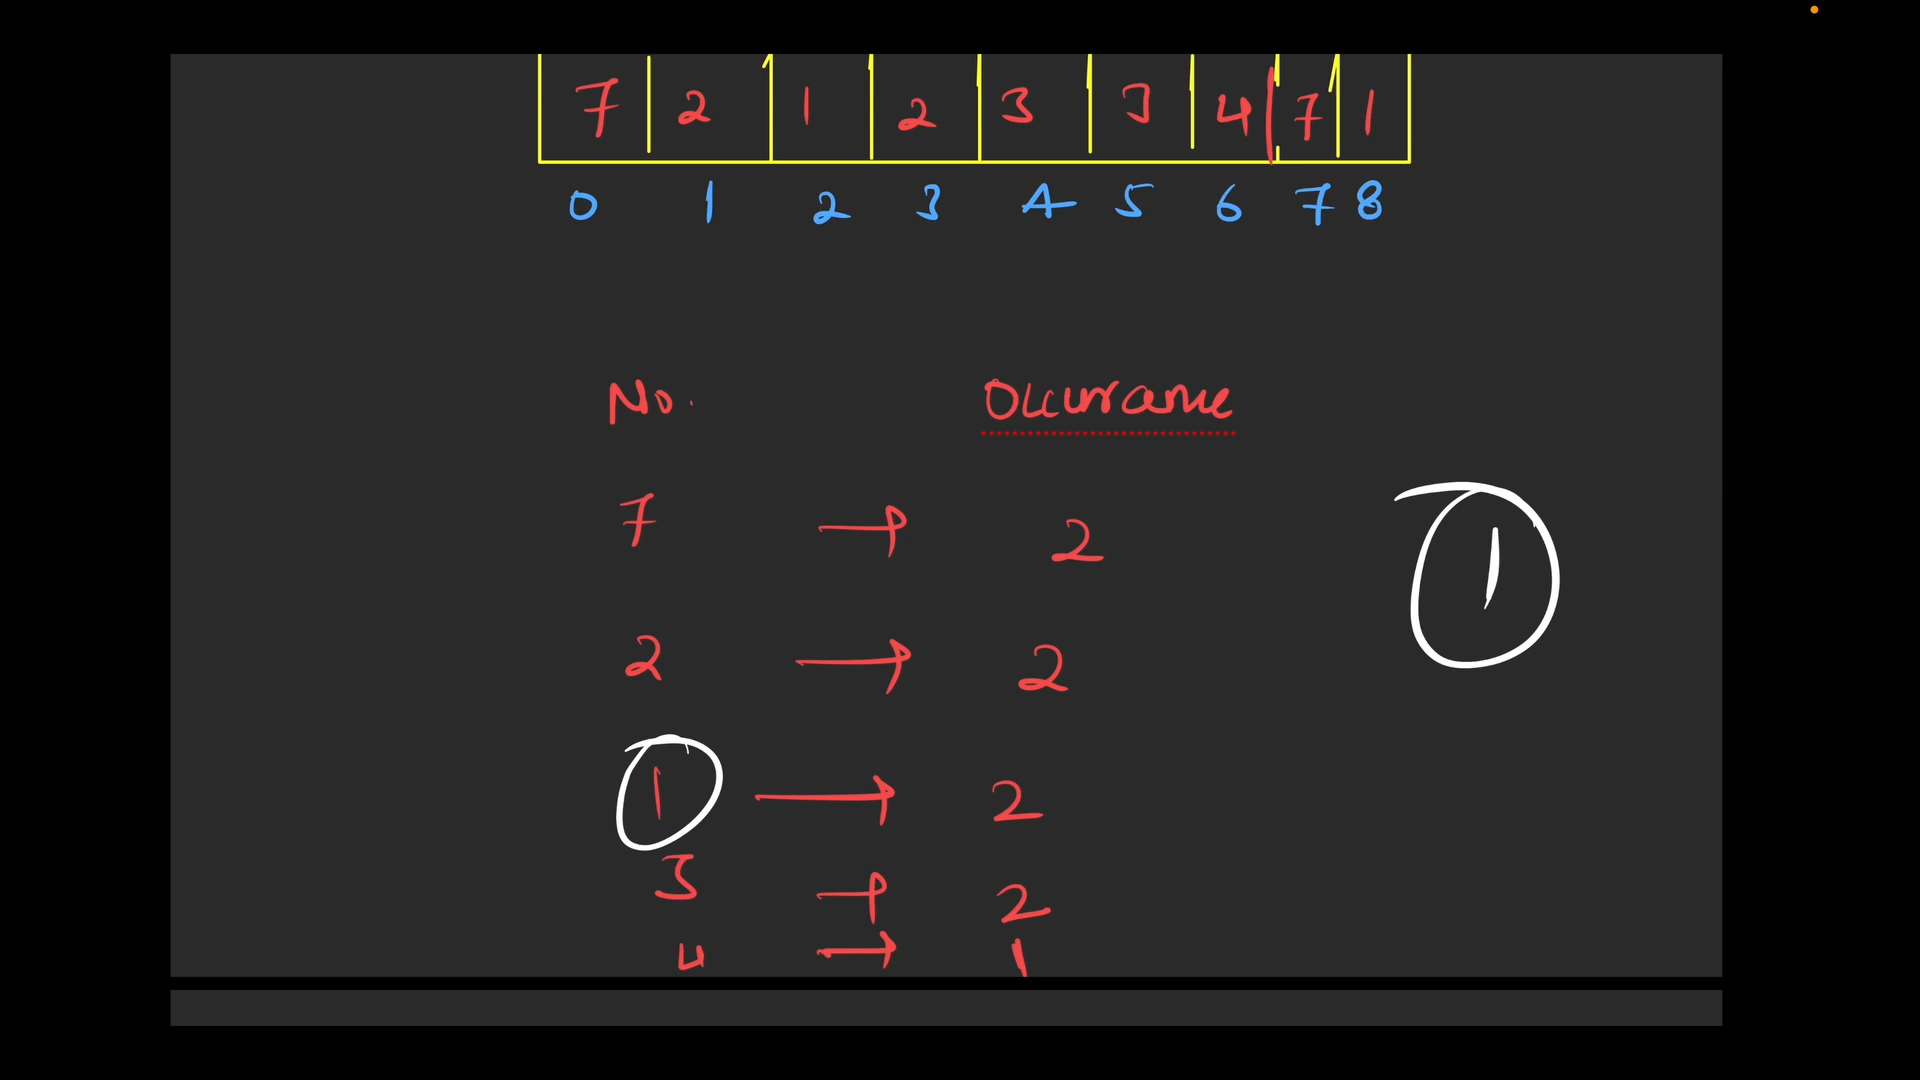 7 2 1 2 3 3 4 7 1
0 1 2 3 4 5 6 7 8
No. Occurrance
7 → 2
1
2 → 2
1 → 2
3 → 2
4 → 1